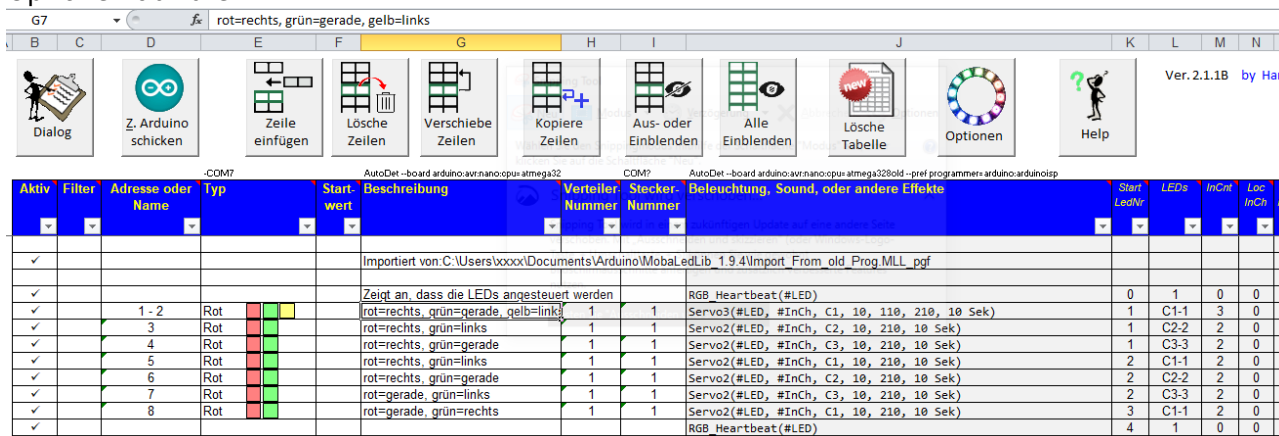 G7 fx rot=rechts, grün=gerade, gelb=links
B C D E F G H I J K L M N
Dialog
Z. Arduino schicken
Zeile einfügen
Lösche Zeilen
Verschiebe Zeilen
Kopiere Zeilen
Aus- oder Einblenden
Alle Einblenden
new
Lösche Tabelle
Optionen
Help
Ver. 2.1.1B by Har
-COM7 AutoDet --board arduino:avr:nano:cpu=atmega32 COM? AutoDet --board arduino:avr:nano:cpu=atmega328old --pref programmer=arduino:arduinoisp
Aktiv Filter Adresse oder Name Typ Start-wert Beschreibung Verteiler-Nummer Stecker-Nummer Beleuchtung, Sound, oder andere Effekte Start LedNr LEDs InCnt Loc InCh
✓ Importiert von:C:\Users\xxxx\Documents\Arduino\MobaLedLib_1.9.4\Import_From_old_Prog.MLL_pgf
✓ Zeigt an, dass die LEDs angesteuert werden RGB_Heartbeat(#LED) 0 1 0 0
✓ 1 - 2 Rot rot=rechts, grün=gerade, gelb=link 1 1 Servo3(#LED, #InCh, C1, 10, 110, 210, 10 Sek) 1 C1-1 3 0
✓ 3 Rot rot=rechts, grün=links 1 1 Servo2(#LED, #InCh, C2, 10, 210, 10 Sek) 1 C2-2 2 0
✓ 4 Rot rot=rechts, grün=gerade 1 1 Servo2(#LED, #InCh, C3, 10, 210, 10 Sek) 1 C3-3 2 0
✓ 5 Rot rot=rechts, grün=links 1 1 Servo2(#LED, #InCh, C1, 10, 210, 10 Sek) 2 C1-1 2 0
✓ 6 Rot rot=rechts, grün=gerade 1 1 Servo2(#LED, #InCh, C2, 10, 210, 10 Sek) 2 C2-2 2 0
✓ 7 Rot rot=gerade, grün=links 1 1 Servo2(#LED, #InCh, C3, 10, 210, 10 Sek) 2 C3-3 2 0
✓ 8 Rot rot=gerade, grün=rechts 1 1 Servo2(#LED, #InCh, C1, 10, 210, 10 Sek) 3 C1-1 2 0
✓ RGB_Heartbeat(#LED) 4 1 0 0